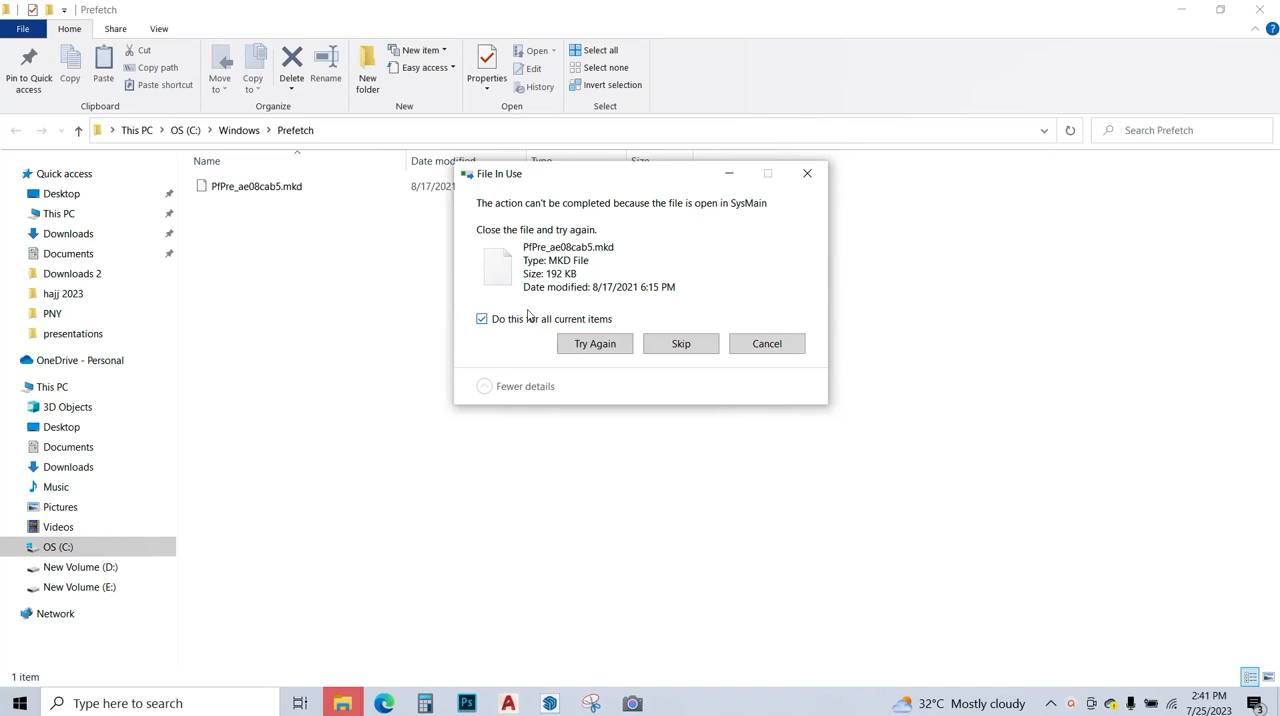 Prefetch
File Home Share View
Pin to Quick access
Copy
Paste
Cut
Copy path
Paste shortcut
Clipboard
Move to
Copy to
Delete
Rename
Organize
New folder
New item
Easy access
New
Properties
Open
Edit
History
Open
Select all
Select none
Invert selection
Select
This PC > OS (C:) > Windows > Prefetch
Search Prefetch
Name Date modified Type Size
PfPre_ae08cab5.mkd 8/17/2021
Quick access
Desktop
This PC
Downloads
Documents
Downloads 2
hajj 2023
PNY
presentations
OneDrive - Personal
This PC
3D Objects
Desktop
Documents
Downloads
Music
Pictures
Videos
OS (C:)
New Volume (D:)
New Volume (E:)
Network
File In Use
The action can't be completed because the file is open in SysMain
Close the file and try again.
PfPre_ae08cab5.mkd
Type: MKD File
Size: 192 KB
Date modified: 8/17/2021 6:15 PM
Do this for all current items
Try Again Skip Cancel
Fewer details
1 item
Type here to search
Ps
A
32°C Mostly cloudy
2:41 PM
7/25/2023
3